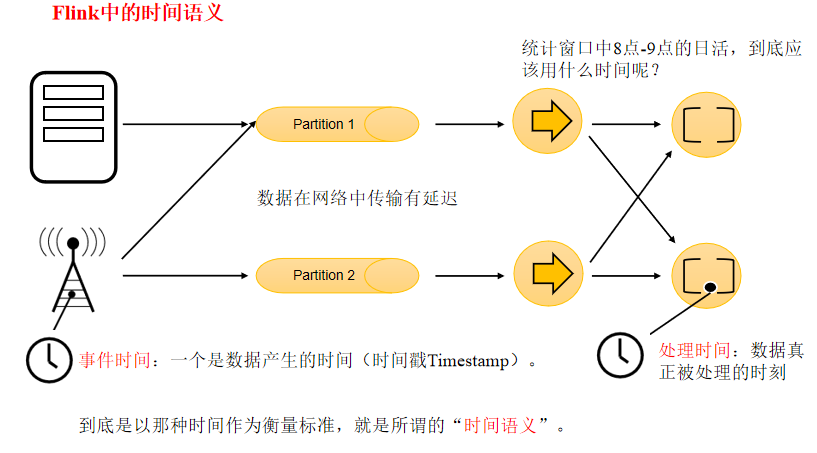 Flink中的时间语义
统计窗口中8点-9点的日活，到底应
该用什么时间呢？
Partition 1
数据在网络中传输有延迟
Partition 2
事件时间：一个是数据产生的时间（时间戳Timestamp）。
处理时间：数据真
正被处理的时刻
到底是以那种时间作为衡量标准，就是所谓的“时间语义”。